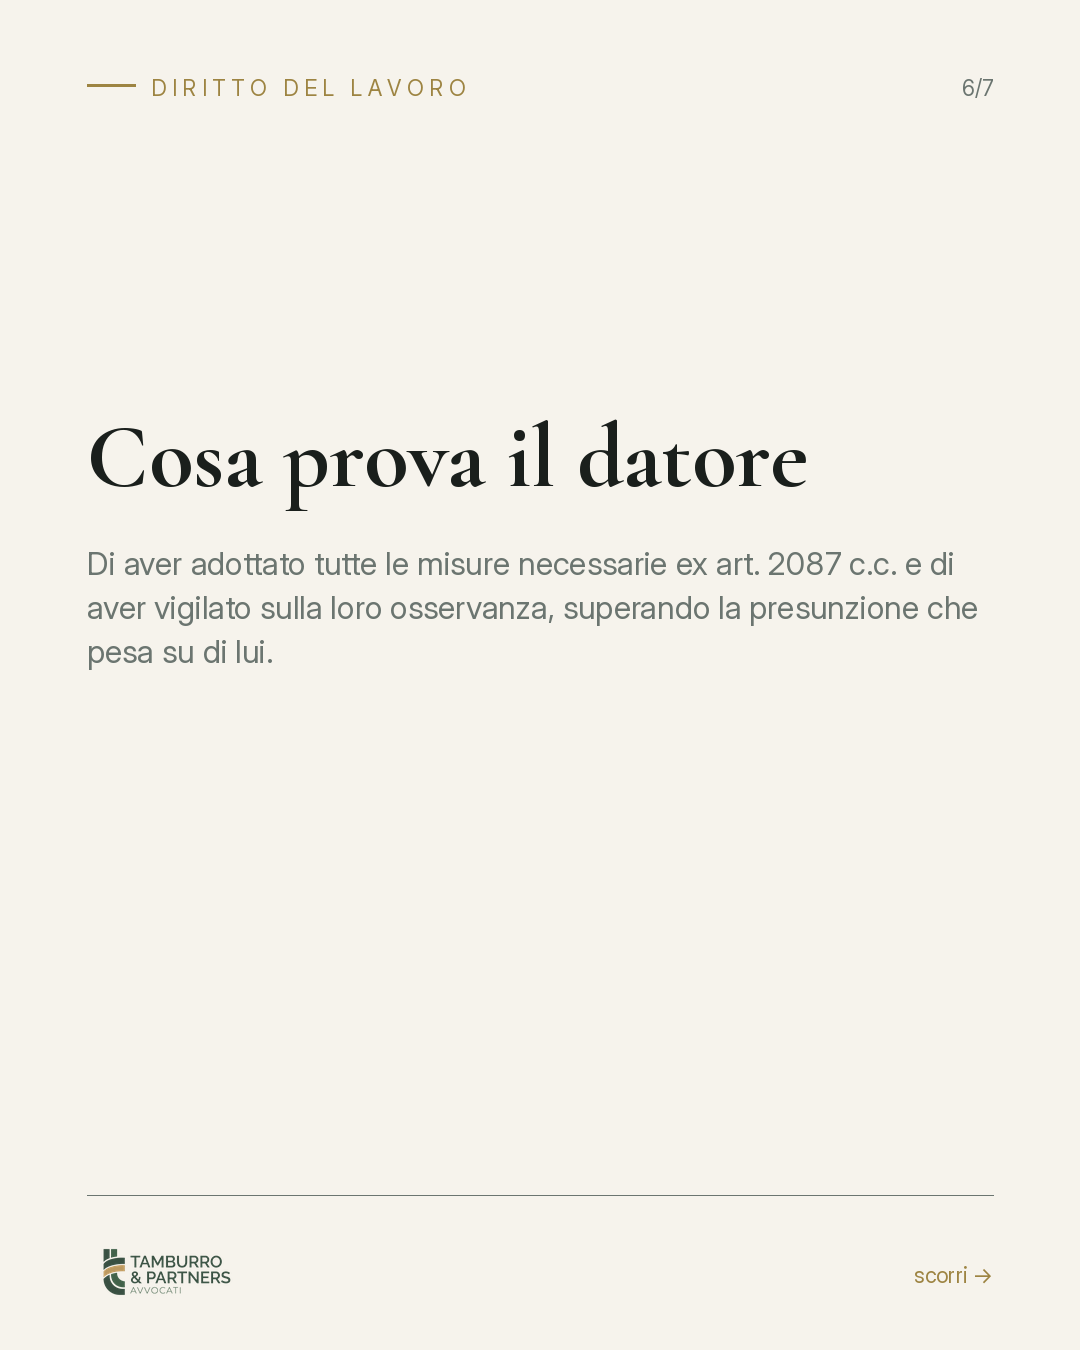 DIRITTO DEL LAVORO
6/7
Cosa prova il datore
Di aver adottato tutte le misure necessarie ex art. 2087 c.c. e di
aver vigilato sulla loro osservanza, superando la presunzione che
pesa su di lui.
TAMBURRO
& PARTNERS
AVVOCATI
scorri →